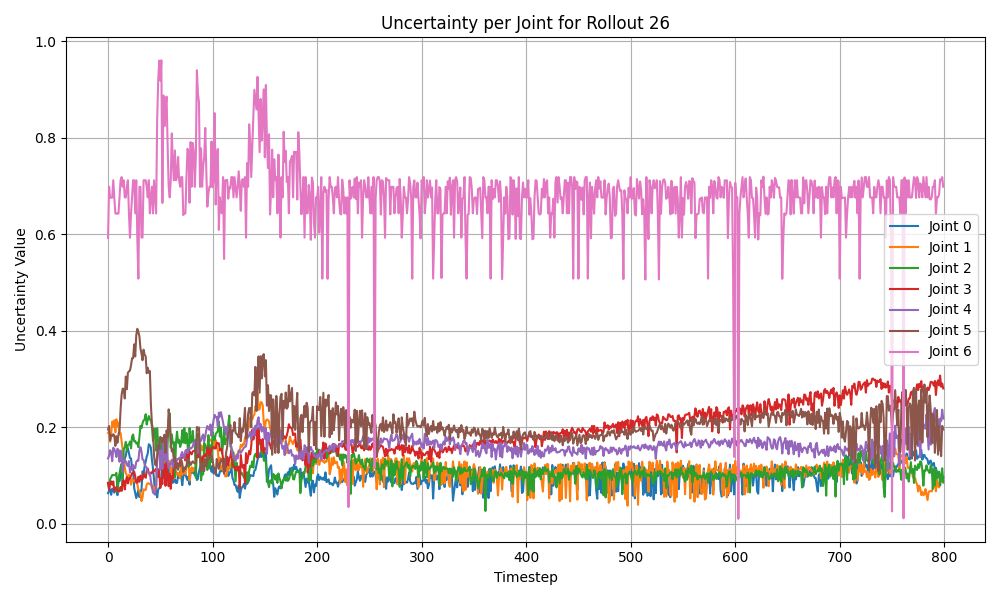 Uncertainty per Joint for Rollout 26
Uncertainty Value
1.0
0.8
0.6
0.4
0.2
0.0
0 100 200 300 400 500 600 700 800
Timestep
Joint 0
Joint 1
Joint 2
Joint 3
Joint 4
Joint 5
Joint 6